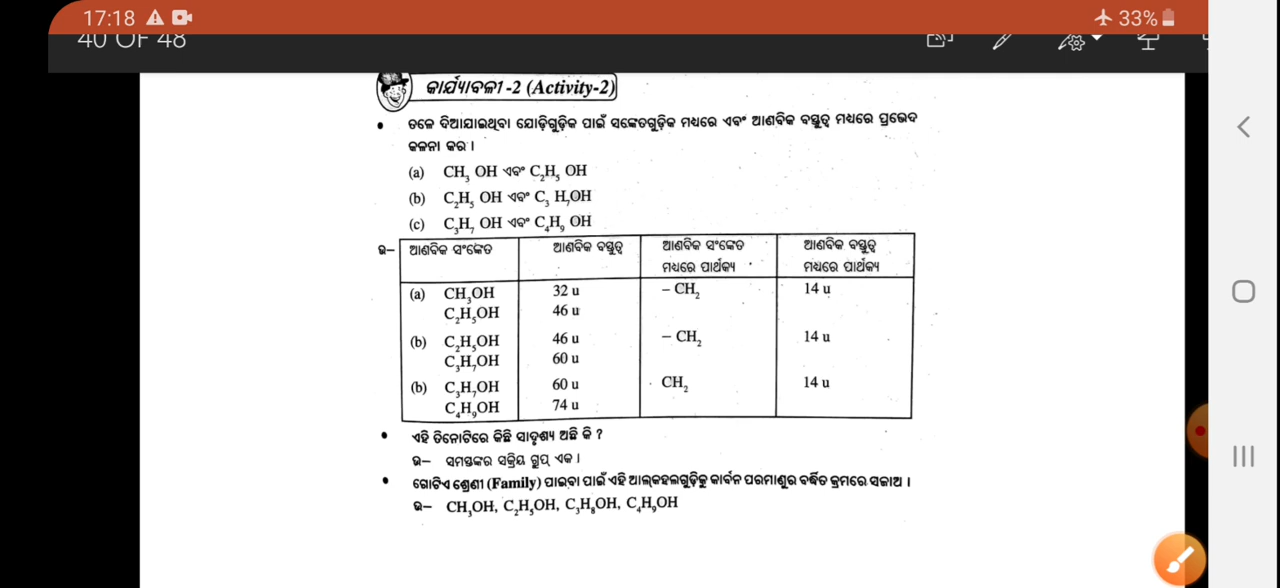 17:18
33%
40 OF 48
କାର୍ଯ୍ୟାବଳୀ-2 (Activity-2)
• ତଳେ ଦିଆଯାଇଥିବା ଯୋଡ଼ିଗୁଡ଼ିକ ପାଇଁ ସଙ୍କେତଗୁଡ଼ିକ ମଧ୍ୟରେ ଏବଂ ଆଣବିକ ବସ୍ତୁତ୍ୱ ମଧ୍ୟରେ ପ୍ରଭେଦ
କଳନା କର ।
(a) CH₃ OH ଏବଂ C₂H₅ OH
(b) C₂H₅ OH ଏବଂ C₃ H₇OH
(c) C₃H₇ OH ଏବଂ C₄H₉ OH
ଉ– ଆଣବିକ ସଂଙ୍କେତ ଆଣବିକ ବସ୍ତୁତ୍ୱ ଆଣବିକ ସଂଙ୍କେତ ଆଣବିକ ବସ୍ତୁତ୍ୱ
ମଧ୍ୟରେ ପାର୍ଥକ୍ୟ ମଧ୍ୟରେ ପାର୍ଥକ୍ୟ
(a) CH₃OH 32 u – CH₂ 14 u
C₂H₅OH 46 u
(b) C₂H₅OH 46 u – CH₂ 14 u
C₃H₇OH 60 u
(b) C₃H₇OH 60 u CH₂ 14 u
C₄H₉OH 74 u
• ଏହି ତିନୋଟିରେ କିଛି ସାଦୃଶ୍ୟ ଅଛି କି ?
ଉ– ସମସ୍ତଙ୍କର ସକ୍ରିୟ ଗ୍ରୁପ୍ ଏକ ।
• ଗୋଟିଏ ଶ୍ରେଣୀ (Family) ପାଇବା ପାଇଁ ଏହି ଆଲ୍‌କହଲଗୁଡ଼ିକୁ କାର୍ବନ ପରମାଣୁର ବର୍ଦ୍ଧିତ କ୍ରମରେ ସଜାଅ ।
ଉ– CH₃OH, C₂H₅OH, C₃H₈OH, C₄H₉OH